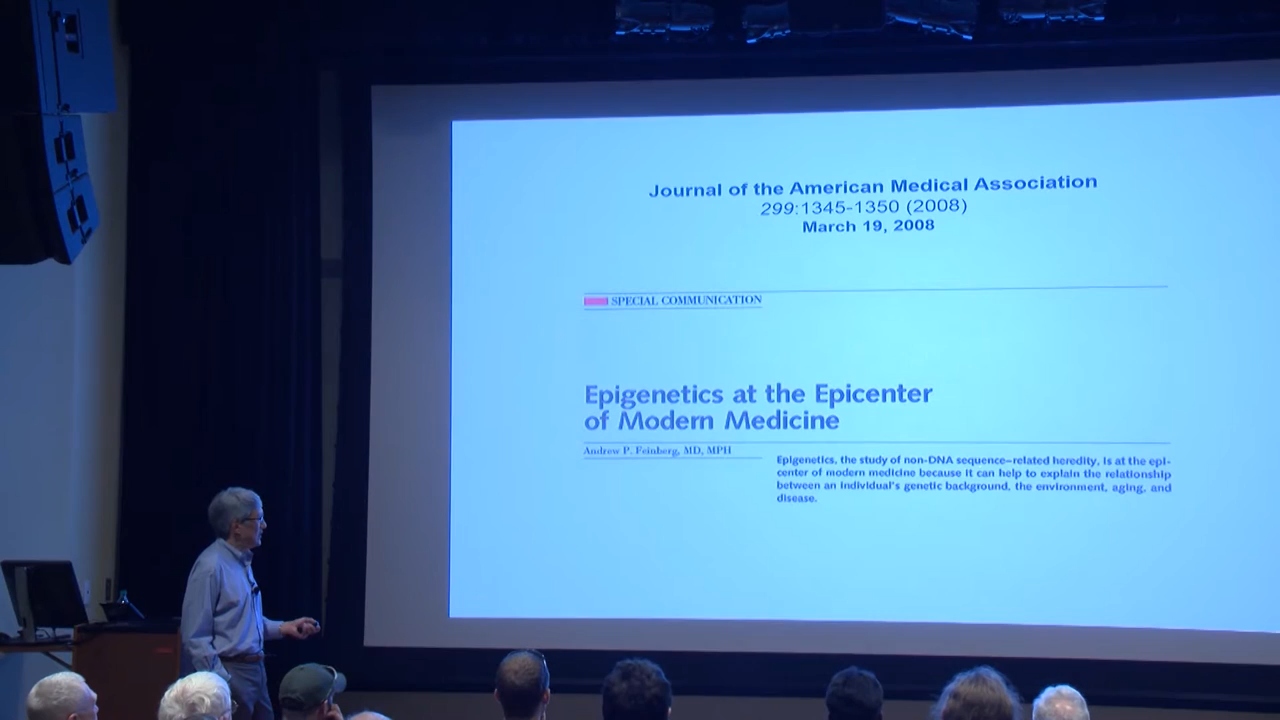 Journal of the American Medical Association
299:1345-1350 (2008)
March 19, 2008
SPECIAL COMMUNICATION
Epigenetics at the Epicenter
of Modern Medicine
Andrew P. Feinberg, MD, MPH
Epigenetics, the study of non–DNA sequence–related heredity, is at the epi-
center of modern medicine because it can help to explain the relationship
between an individual's genetic background, the environment, aging, and
disease.